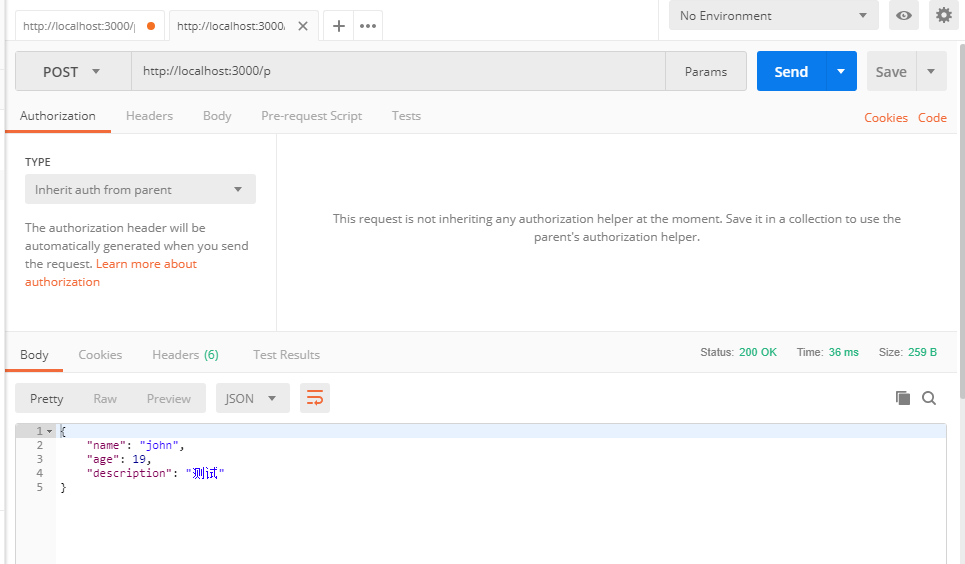 http://localhost:3000/ http://localhost:3000/ No Environment
POST http://localhost:3000/p Params Send Save
Authorization Headers Body Pre-request Script Tests Cookies Code
TYPE
Inherit auth from parent
The authorization header will be
automatically generated when you send
the request. Learn more about
authorization
This request is not inheriting any authorization helper at the moment. Save it in a collection to use the
parent's authorization helper.
Body Cookies Headers (6) Test Results Status: 200 OK Time: 36 ms Size: 259 B
Pretty Raw Preview JSON
1 {
2 "name": "john",
3 "age": 19,
4 "description": "测试"
5 }